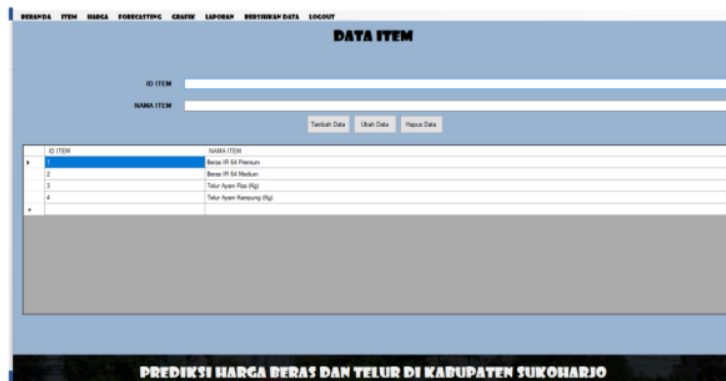 BERANDA ITEM HARGA FORECASTING GRAFIK LAPORAN BERSIHKAN DATA LOGOUT
DATA ITEM
ID ITEM
NAMA ITEM
Tambah Data Ubah Data Hapus Data
ID ITEM NAMA ITEM
1 Beras IR 64 Premium
2 Beras IR 64 Medium
3 Telur Ayam Ras (Kg)
4 Telur Ayam Kampung (Kg)
PREDIKSI HARGA BERAS DAN TELUR DI KABUPATEN SUKOHARJO